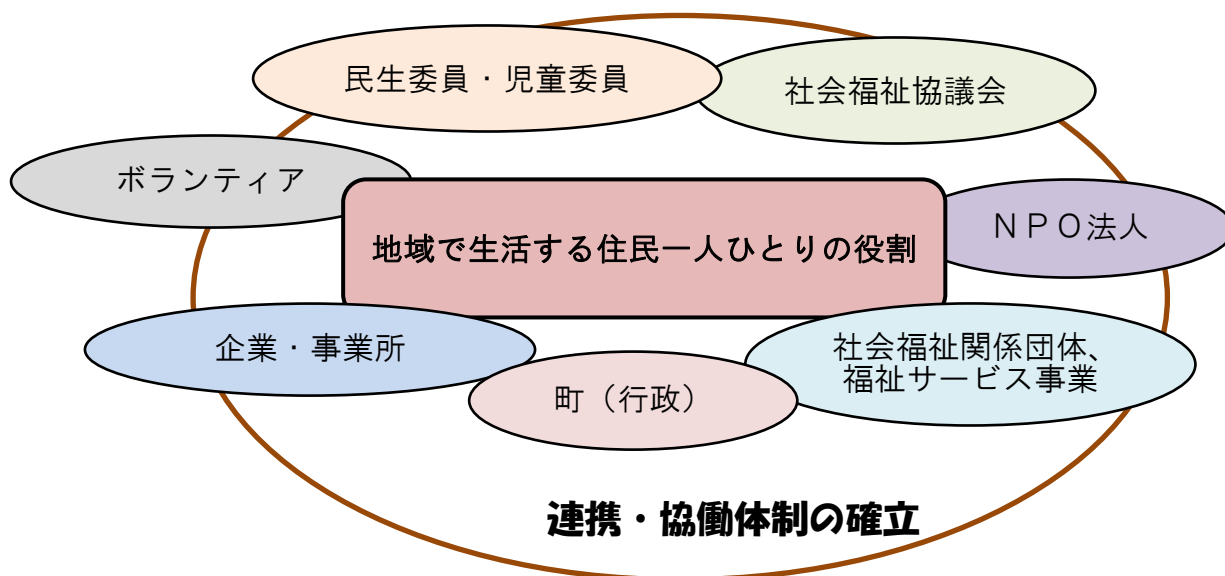 民生委員・児童委員
社会福祉協議会
ボランティア
ＮＰＯ法人
地域で生活する住民一人ひとりの役割
企業・事業所
社会福祉関係団体、
福祉サービス事業
町（行政）
連携・協働体制の確立